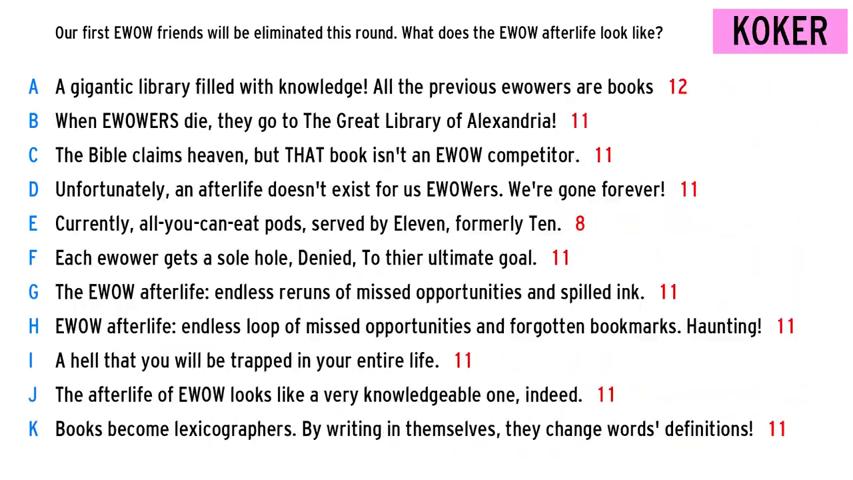 Our first EWOW friends will be eliminated this round. What does the EWOW afterlife look like?
KOKER
A A gigantic library filled with knowledge! All the previous ewowers are books 12
B When EWOWERS die, they go to The Great Library of Alexandria! 11
C The Bible claims heaven, but THAT book isn't an EWOW competitor. 11
D Unfortunately, an afterlife doesn't exist for us EWOWers. We're gone forever! 11
E Currently, all-you-can-eat pods, served by Eleven, formerly Ten. 8
F Each ewower gets a sole hole, Denied, To thier ultimate goal. 11
G The EWOW afterlife: endless reruns of missed opportunities and spilled ink. 11
H EWOW afterlife: endless loop of missed opportunities and forgotten bookmarks. Haunting! 11
I A hell that you will be trapped in your entire life. 11
J The afterlife of EWOW looks like a very knowledgeable one, indeed. 11
K Books become lexicographers. By writing in themselves, they change words' definitions! 11